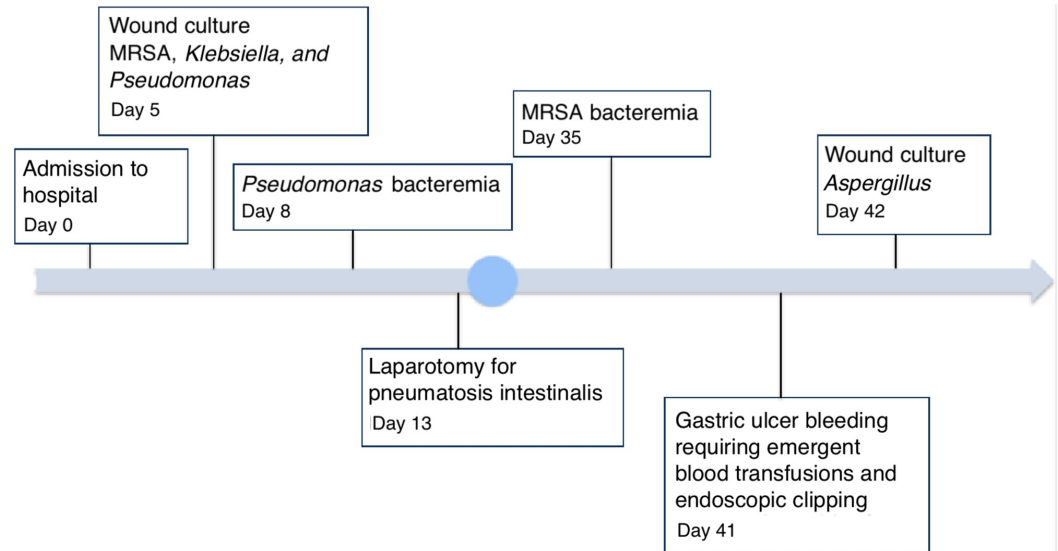 Wound culture
MRSA, Klebsiella, and
Pseudomonas
Day 5
MRSA bacteremia
Day 35
Admission to
hospital
Day 0
Pseudomonas bacteremia
Day 8
Wound culture
Aspergillus
Day 42
Laparotomy for
pneumatosis intestinalis
Day 13
Gastric ulcer bleeding
requiring emergent
blood transfusions and
endoscopic clipping
Day 41